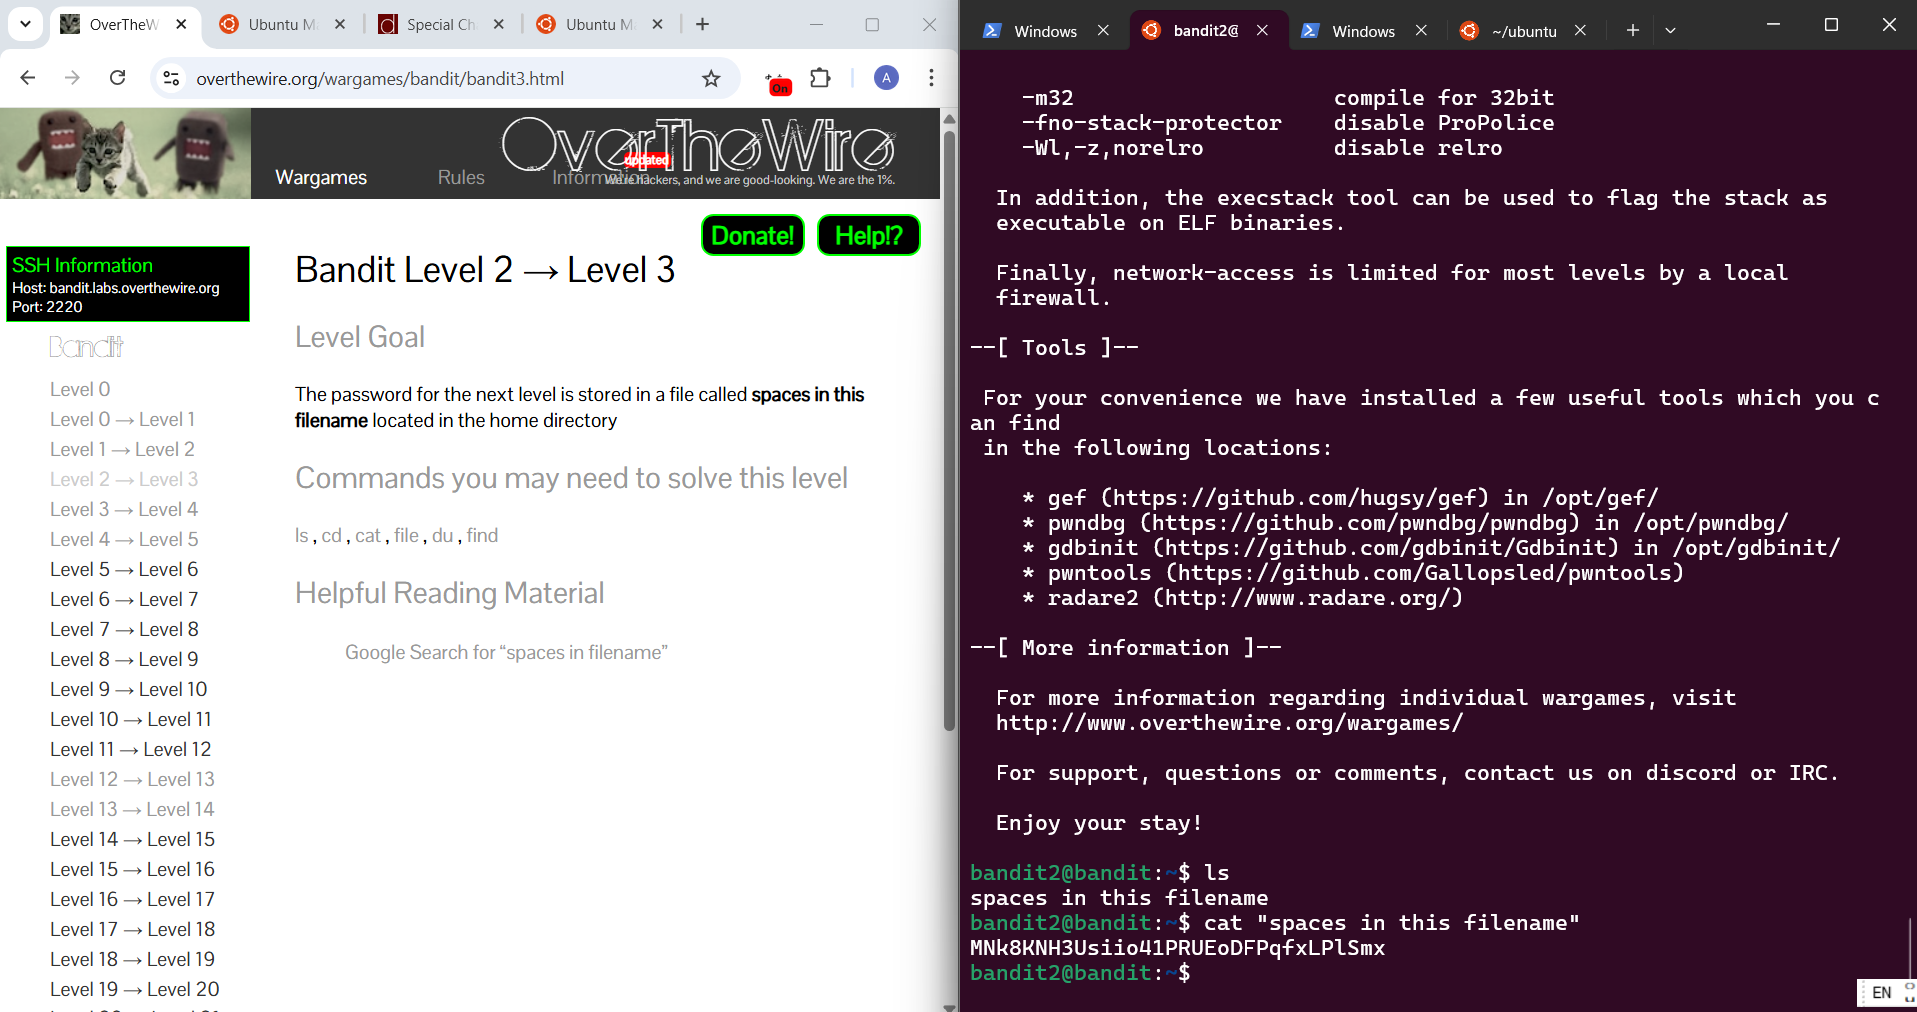 OverTheW
Ubuntu M
Special Ch
Ubuntu M
overthewire.org/wargames/bandit/bandit3.html
On
A
OverTheWire
updated
Wargames
Rules
Information
We're hackers, and we are good-looking. We are the 1%.
Donate!
Help!?
SSH Information
Host: bandit.labs.overthewire.org
Port: 2220
Bandit
Level 0
Level 0 → Level 1
Level 1 → Level 2
Level 2 → Level 3
Level 3 → Level 4
Level 4 → Level 5
Level 5 → Level 6
Level 6 → Level 7
Level 7 → Level 8
Level 8 → Level 9
Level 9 → Level 10
Level 10 → Level 11
Level 11 → Level 12
Level 12 → Level 13
Level 13 → Level 14
Level 14 → Level 15
Level 15 → Level 16
Level 16 → Level 17
Level 17 → Level 18
Level 18 → Level 19
Level 19 → Level 20
Bandit Level 2 → Level 3
Level Goal
The password for the next level is stored in a file called spaces in this
filename located in the home directory
Commands you may need to solve this level
ls , cd , cat , file , du , find
Helpful Reading Material
Google Search for “spaces in filename”
Windows
bandit2@
Windows
~/ubuntu
-m32 compile for 32bit
-fno-stack-protector disable ProPolice
-Wl,-z,norelro disable relro
In addition, the execstack tool can be used to flag the stack as
executable on ELF binaries.
Finally, network-access is limited for most levels by a local
firewall.
--[ Tools ]--
For your convenience we have installed a few useful tools which you c
an find
in the following locations:
* gef (https://github.com/hugsy/gef) in /opt/gef/
* pwndbg (https://github.com/pwndbg/pwndbg) in /opt/pwndbg/
* gdbinit (https://github.com/gdbinit/Gdbinit) in /opt/gdbinit/
* pwntools (https://github.com/Gallopsled/pwntools)
* radare2 (http://www.radare.org/)
--[ More information ]--
For more information regarding individual wargames, visit
http://www.overthewire.org/wargames/
For support, questions or comments, contact us on discord or IRC.
Enjoy your stay!
bandit2@bandit:~$ ls
spaces in this filename
bandit2@bandit:~$ cat "spaces in this filename"
MNk8KNH3Usiio41PRUEoDFPqfxLPlSmx
bandit2@bandit:~$
EN